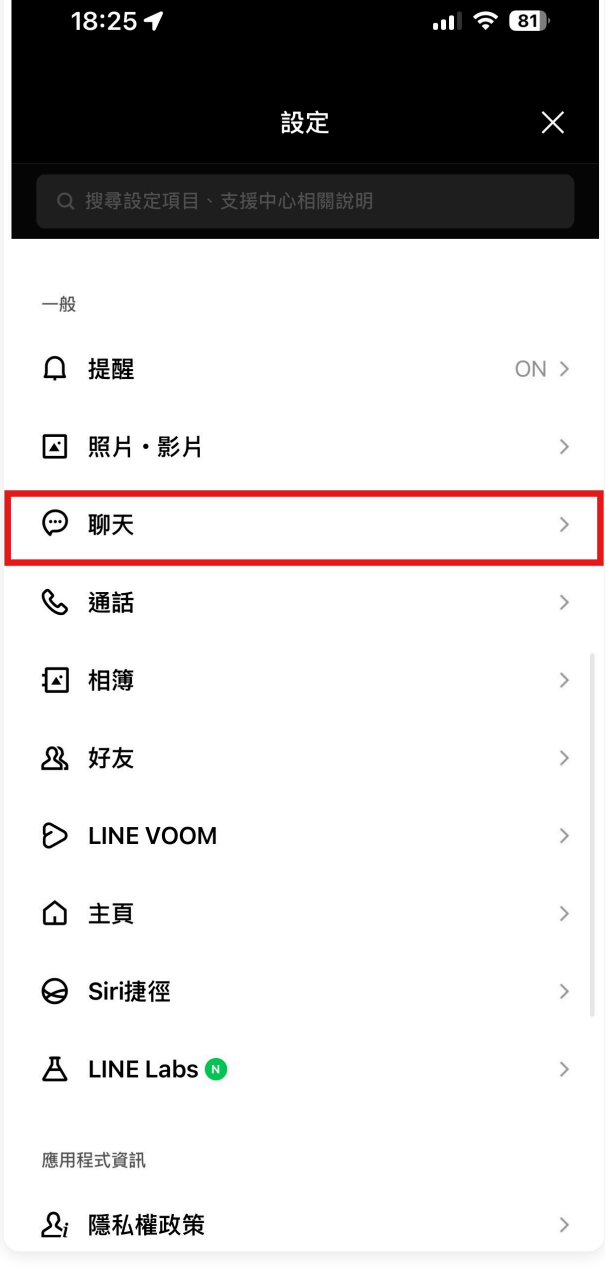 18:25
81
設定
搜尋設定項目、支援中心相關說明
一般
提醒 ON
照片・影片
聊天
通話
相簿
好友
LINE VOOM
主頁
Siri捷徑
LINE Labs N
應用程式資訊
隱私權政策